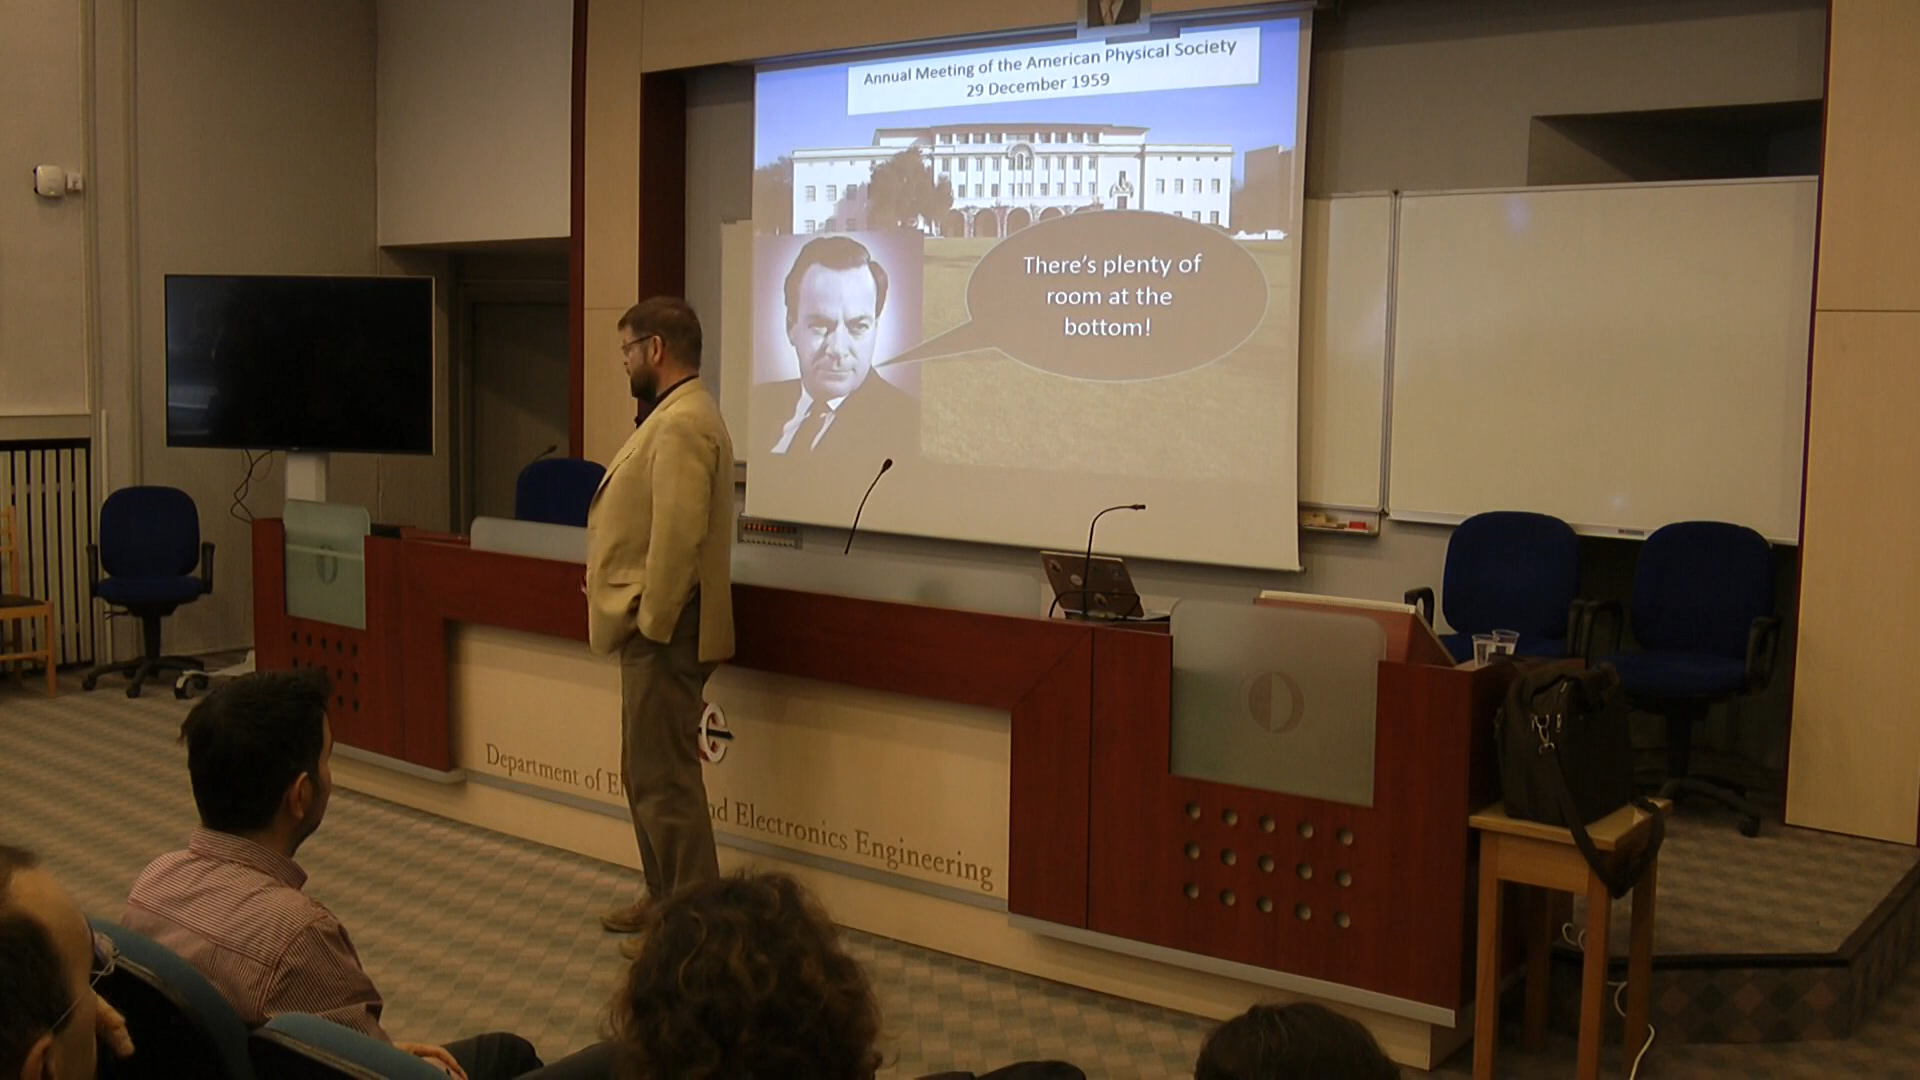 Annual Meeting of the American Physical Society
29 December 1959
There's plenty of
room at the
bottom!
Department of
nd Electronics Engineering